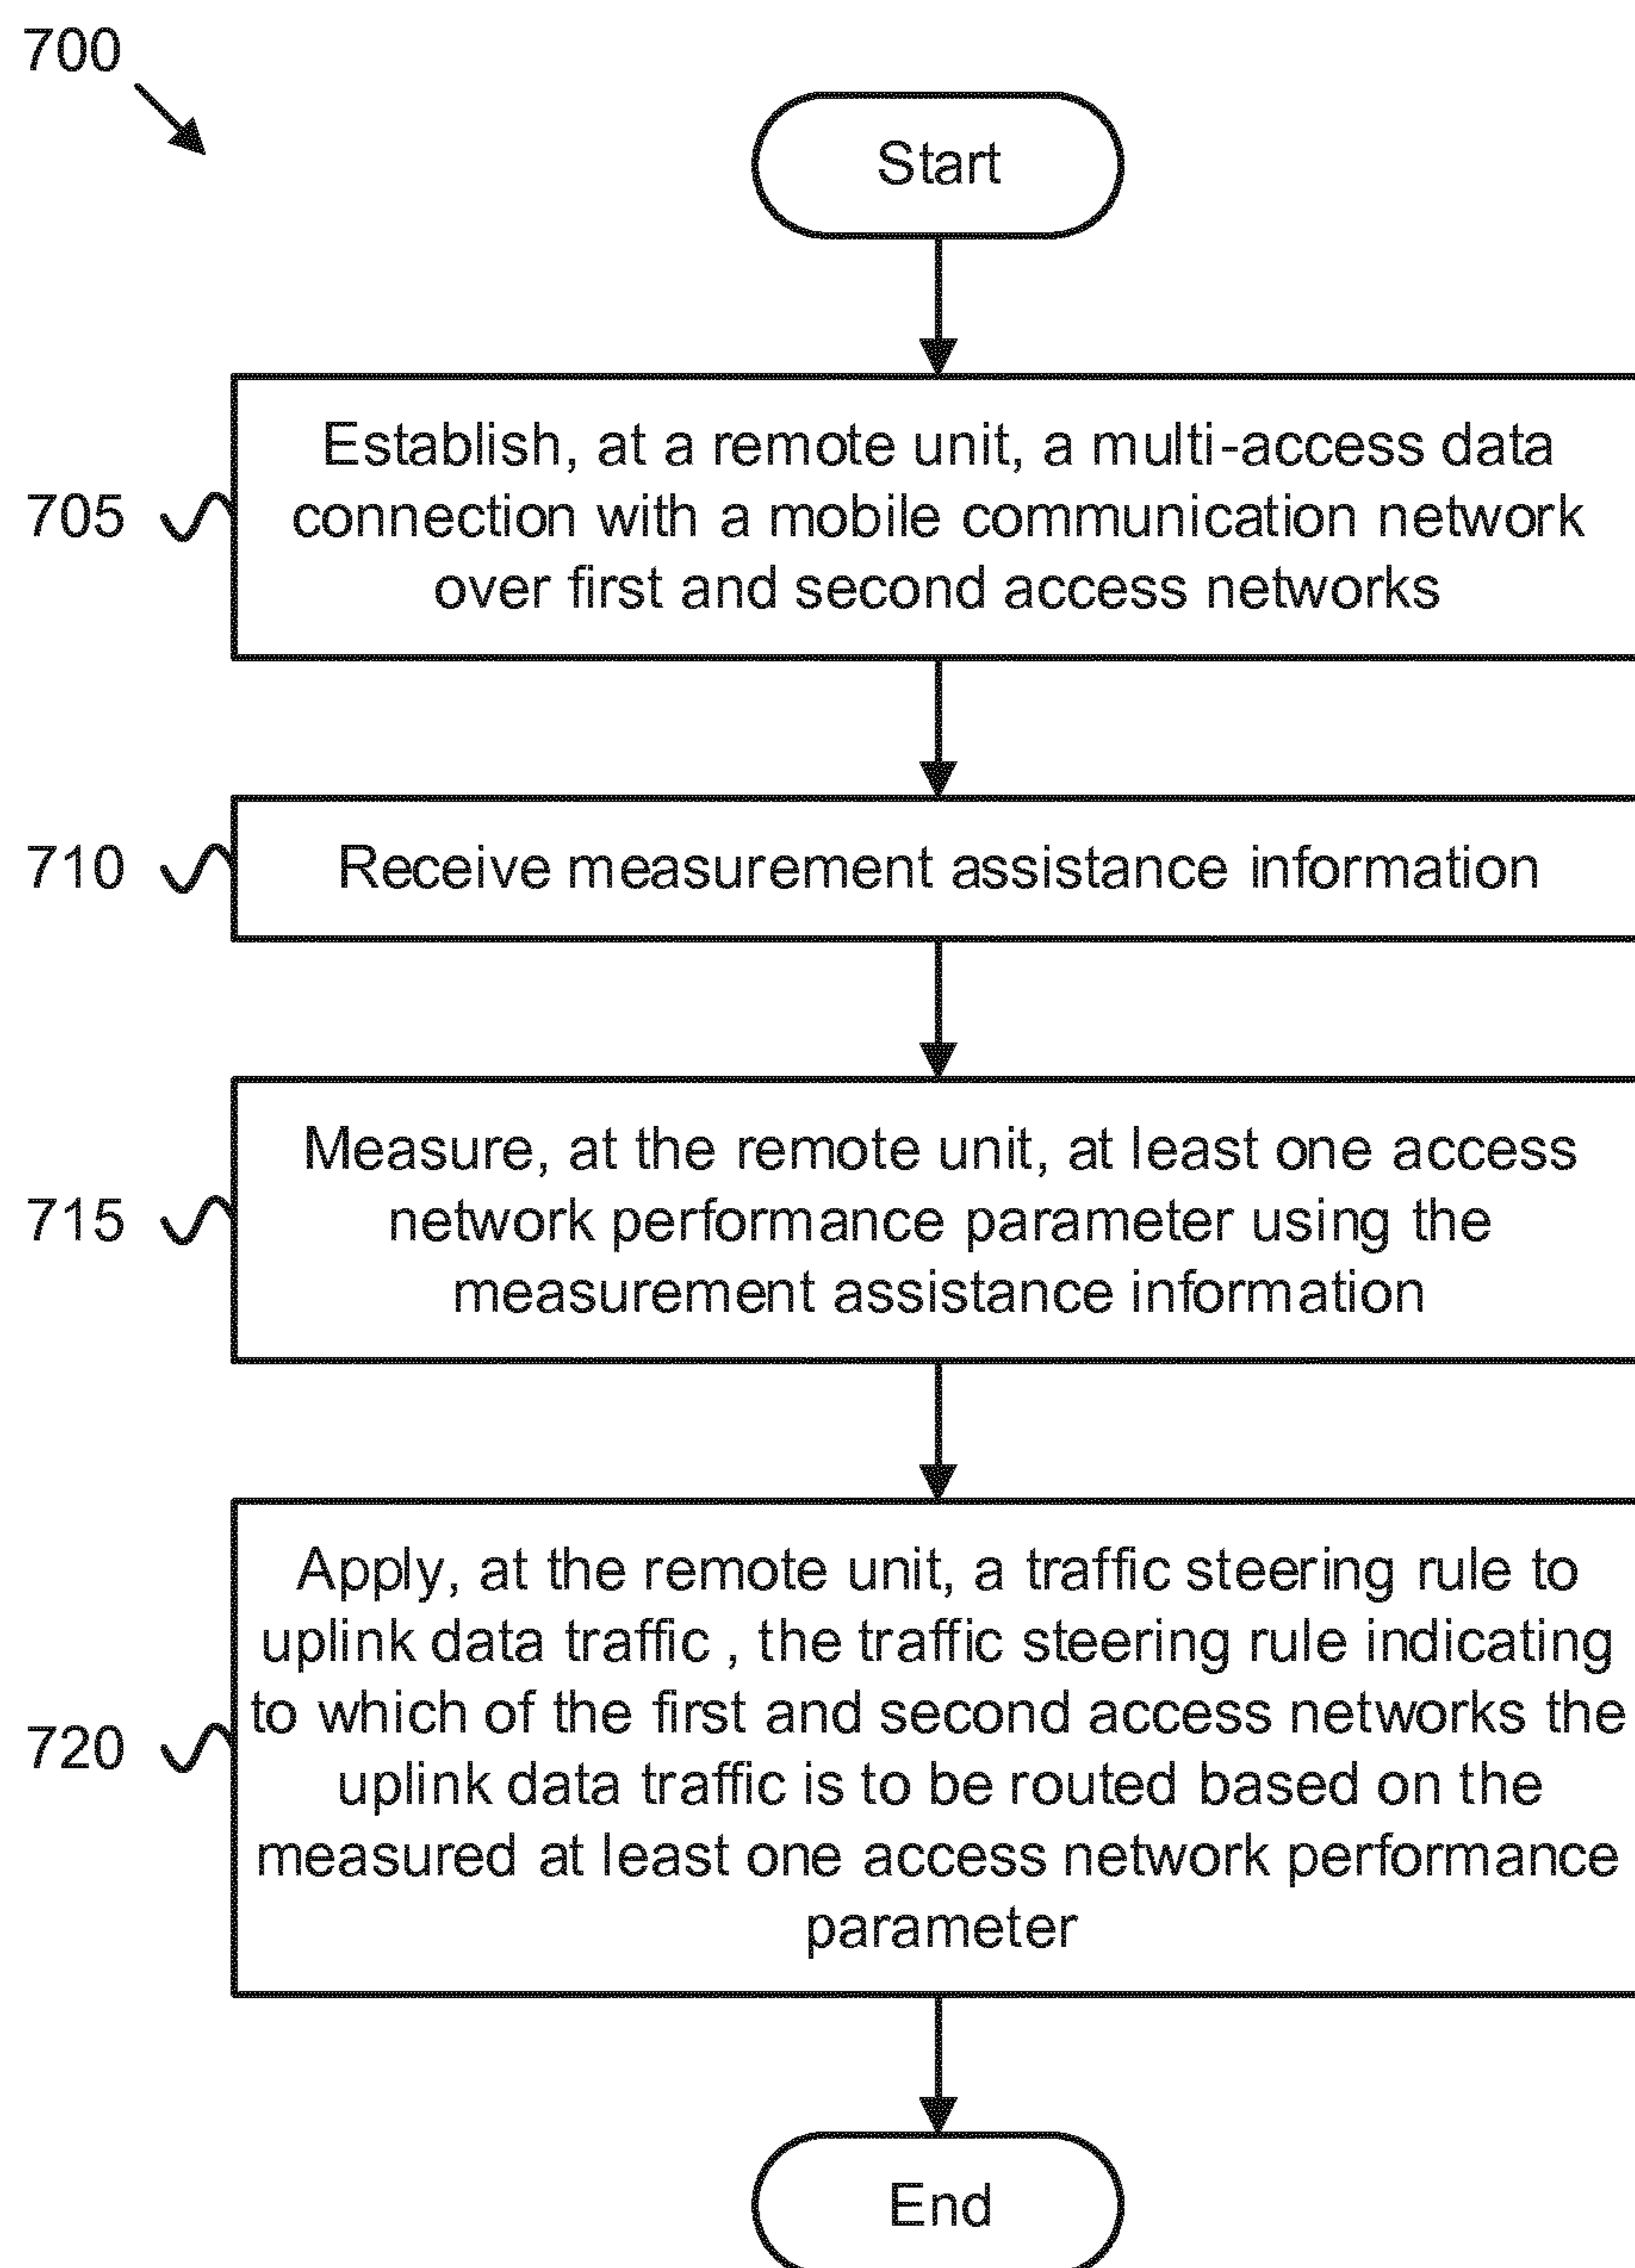 700
Start
705
Establish, at a remote unit, a multi-access data
connection with a mobile communication network
over first and second access networks
710
Receive measurement assistance information
715
Measure, at the remote unit, at least one access
network performance parameter using the
measurement assistance information
720
Apply, at the remote unit, a traffic steering rule to
uplink data traffic , the traffic steering rule indicating
to which of the first and second access networks the
uplink data traffic is to be routed based on the
measured at least one access network performance
parameter
End